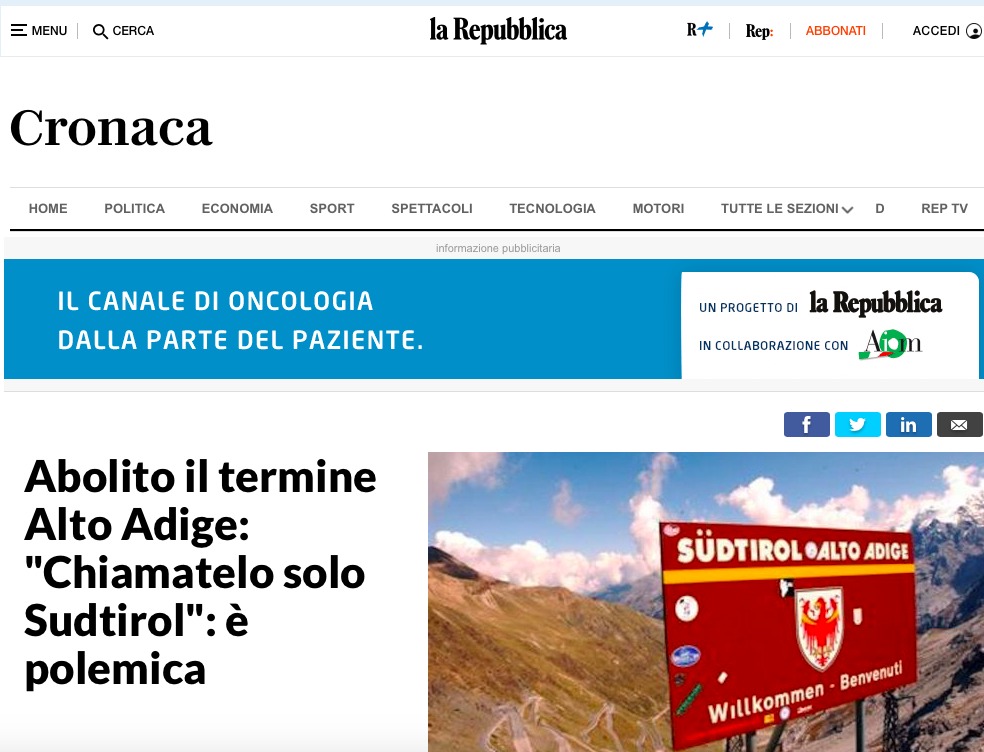 MENU
CERCA
la Repubblica
R+
Rep:
ABBONATI
ACCEDI
Cronaca
HOME
POLITICA
ECONOMIA
SPORT
SPETTACOLI
TECNOLOGIA
MOTORI
TUTTE LE SEZIONI
D
REP TV
informazione pubblicitaria
IL CANALE DI ONCOLOGIA
DALLA PARTE DEL PAZIENTE.
UN PROGETTO DI la Repubblica
IN COLLABORAZIONE CON Aiom
f
in
Abolito il termine
Alto Adige:
"Chiamatelo solo
Sudtirol": è
polemica
SÜDTIROL ALTO ADIGE
Willkommen - Benvenuti